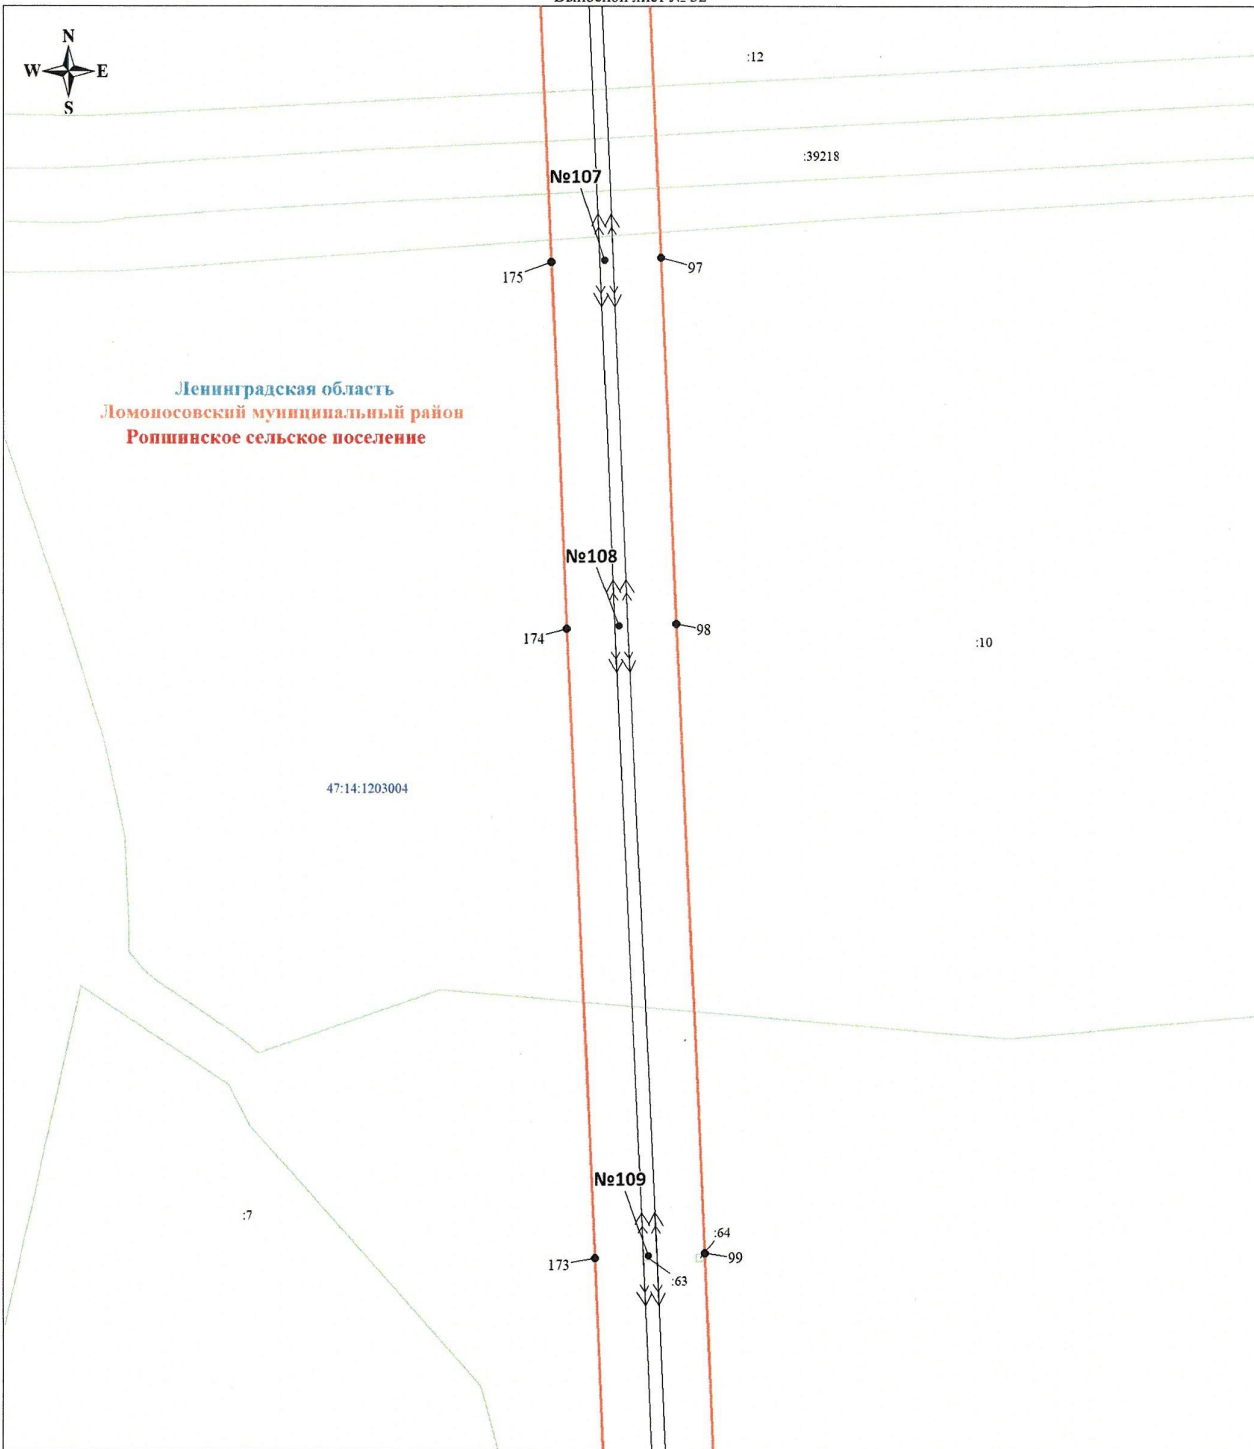 N
W E
S
:12
:39218
№107
175
97
Ленинградская область
Ломоносовский муниципальный район
Ропшинское сельское поселение
№108
174
98
:10
47:14:1203004
№109
:7
:64
173
99
:63